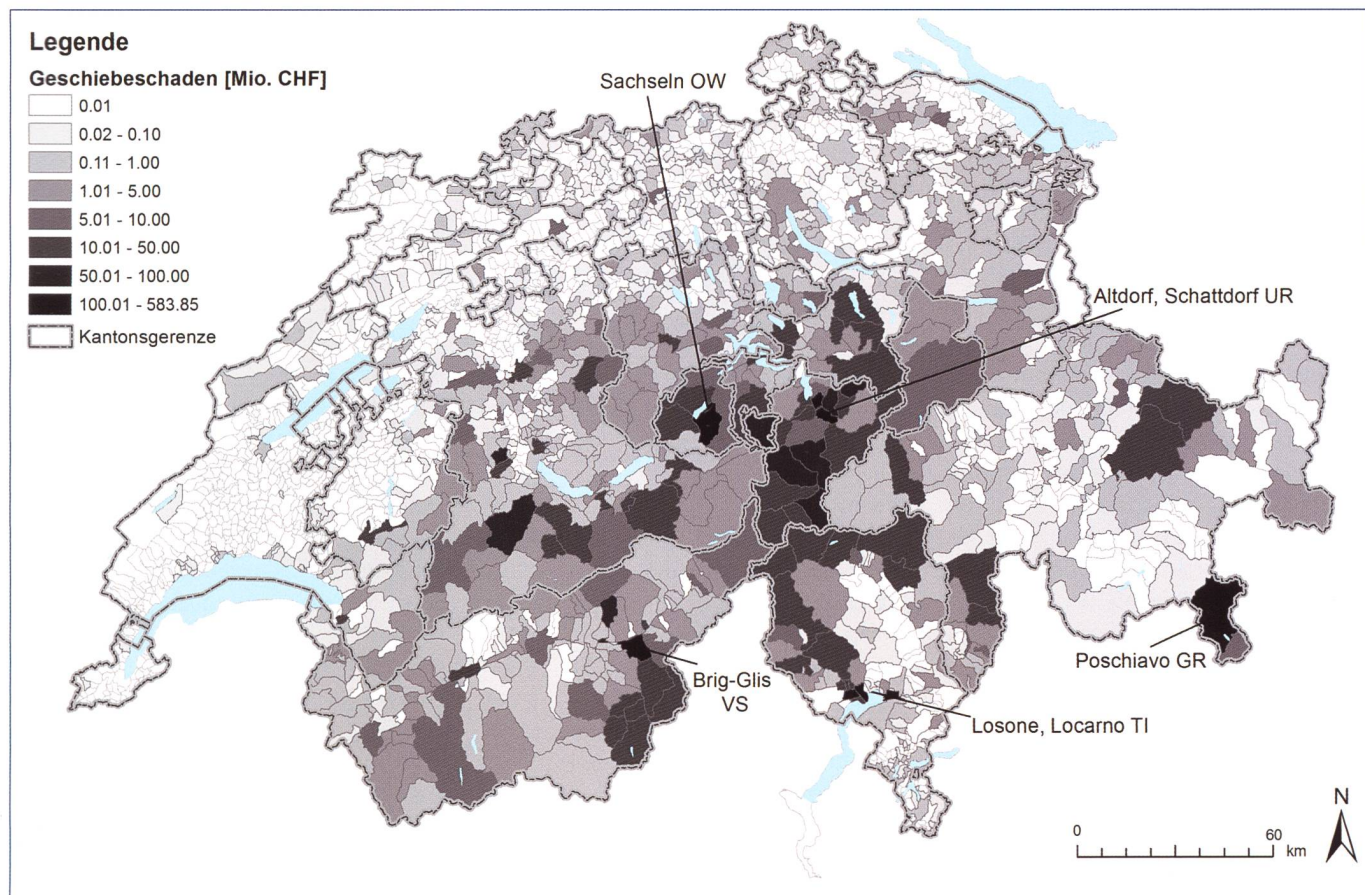 Legende
Geschiebeschaden [Mio. CHF]
0.01
0.02 - 0.10
0.11 - 1.00
1.01 - 5.00
5.01 - 10.00
10.01 - 50.00
50.01 - 100.00
100.01 - 583.85
Kantonsgerenze
Sachseln OW
Altdorf, Schattdorf UR
Poschiavo GR
Brig-Glis
VS
Losone, Locarno TI
N
0 60
km